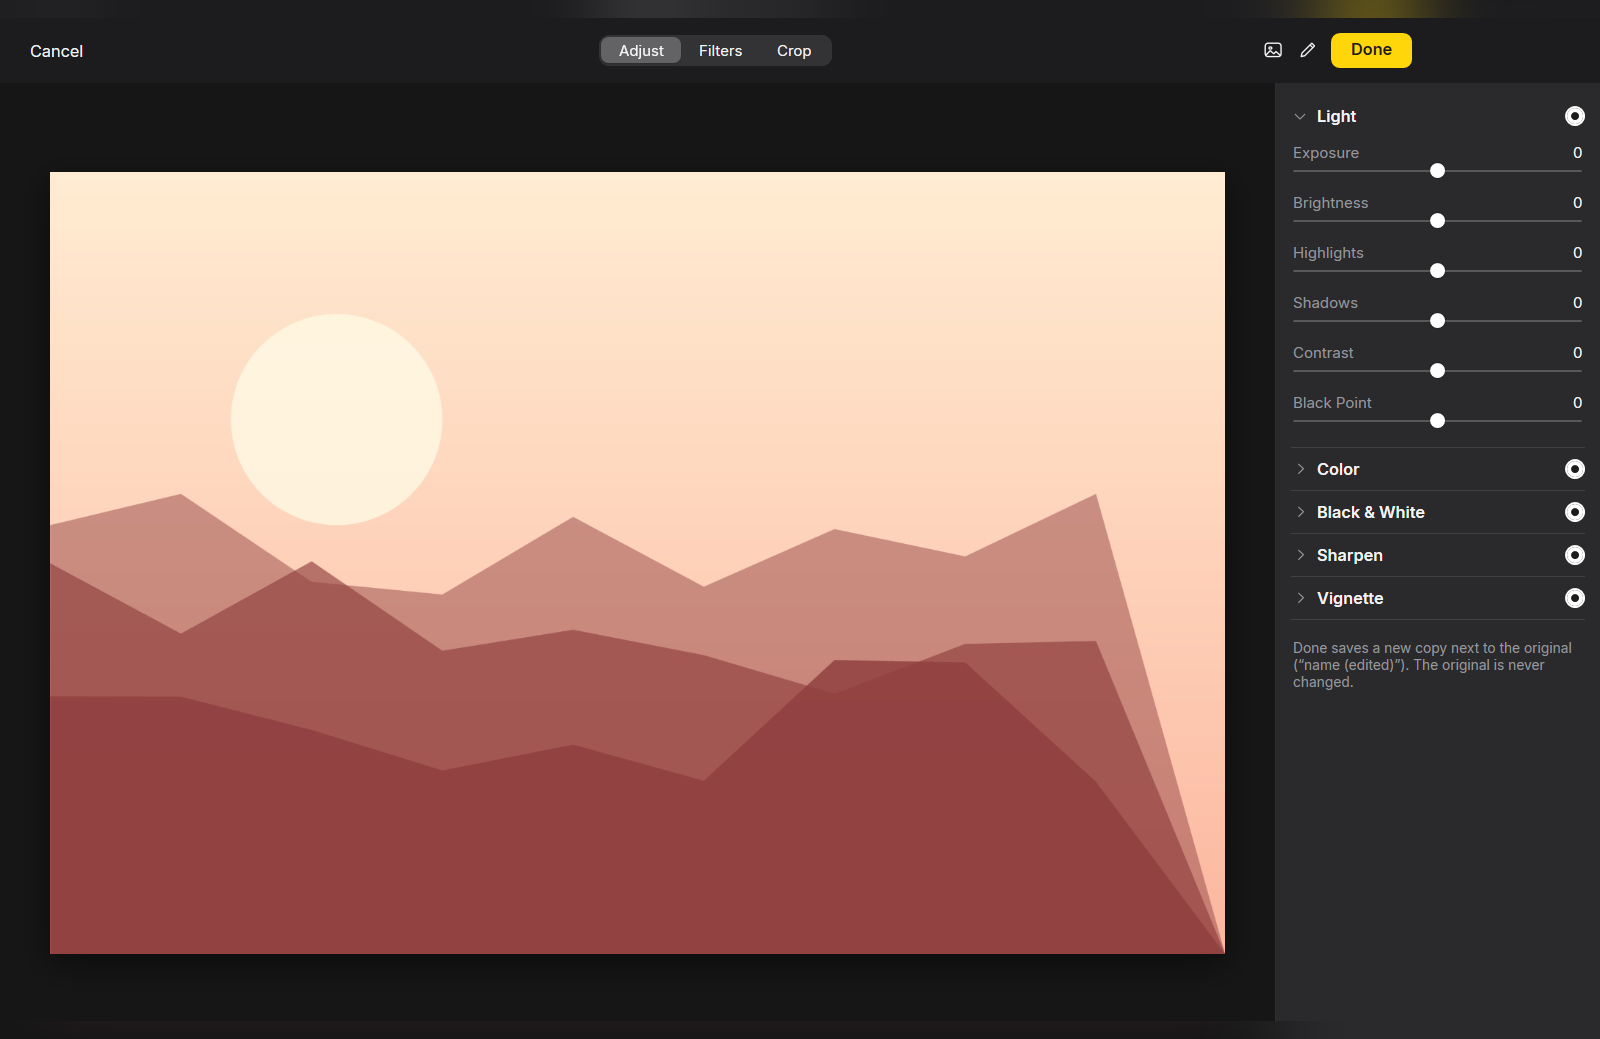 Cancel
Adjust Filters Crop
Done
Light
Exposure 0
Brightness 0
Highlights 0
Shadows 0
Contrast 0
Black Point 0
Color
Black & White
Sharpen
Vignette
Done saves a new copy next to the original
(“name (edited)”). The original is never
changed.